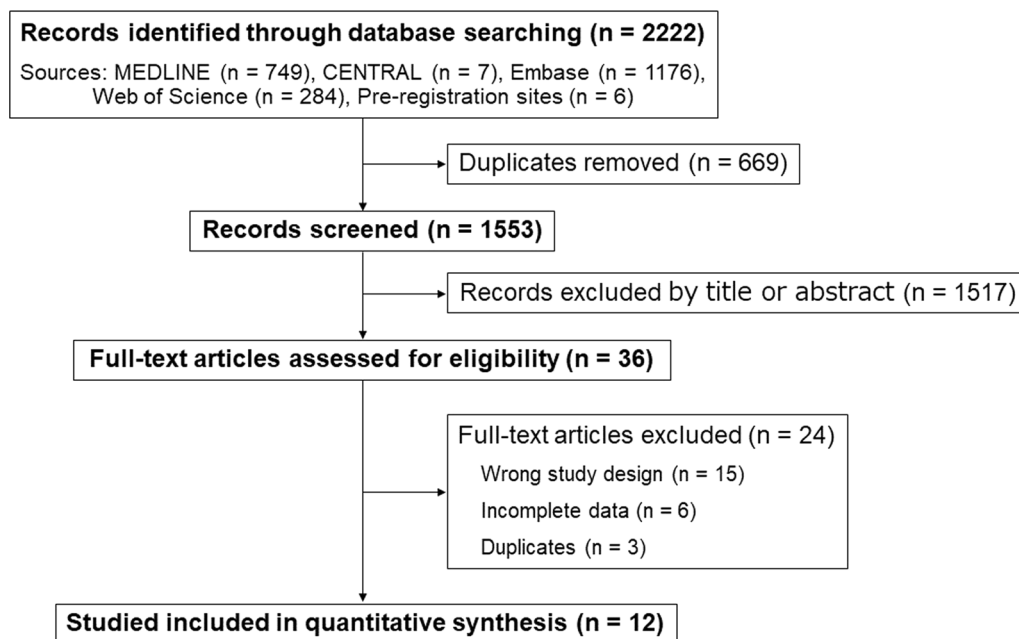 Records identified through database searching (n = 2222)
Sources: MEDLINE (n = 749), CENTRAL (n = 7), Embase (n = 1176),
Web of Science (n = 284), Pre-registration sites (n = 6)
Duplicates removed (n = 669)
Records screened (n = 1553)
Records excluded by title or abstract (n = 1517)
Full-text articles assessed for eligibility (n = 36)
Full-text articles excluded (n = 24)
Wrong study design (n = 15)
Incomplete data (n = 6)
Duplicates (n = 3)
Studied included in quantitative synthesis (n = 12)